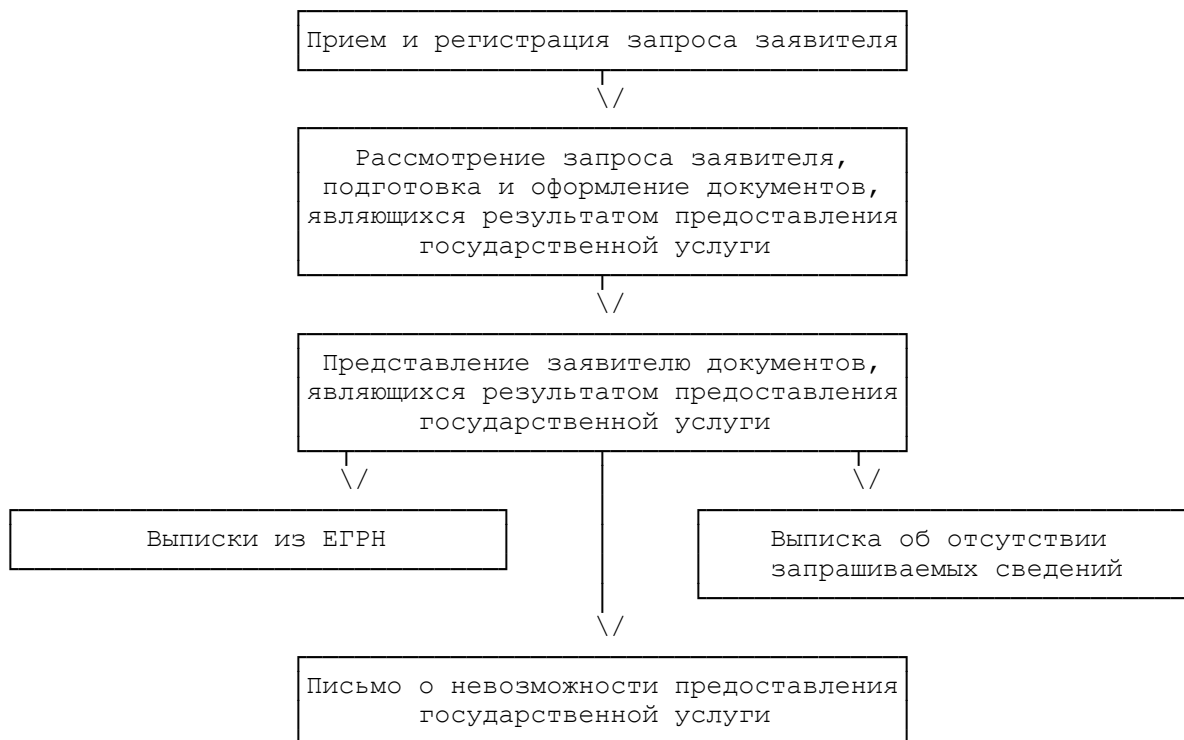 Прием и регистрация запроса заявителя
\/
Рассмотрение запроса заявителя,
подготовка и оформление документов,
являющихся результатом предоставления
государственной услуги
\/
Представление заявителю документов,
являющихся результатом предоставления
государственной услуги
\/ \/
Выписки из ЕГРН
Выписка об отсутствии
запрашиваемых сведений
\/
Письмо о невозможности предоставления
государственной услуги